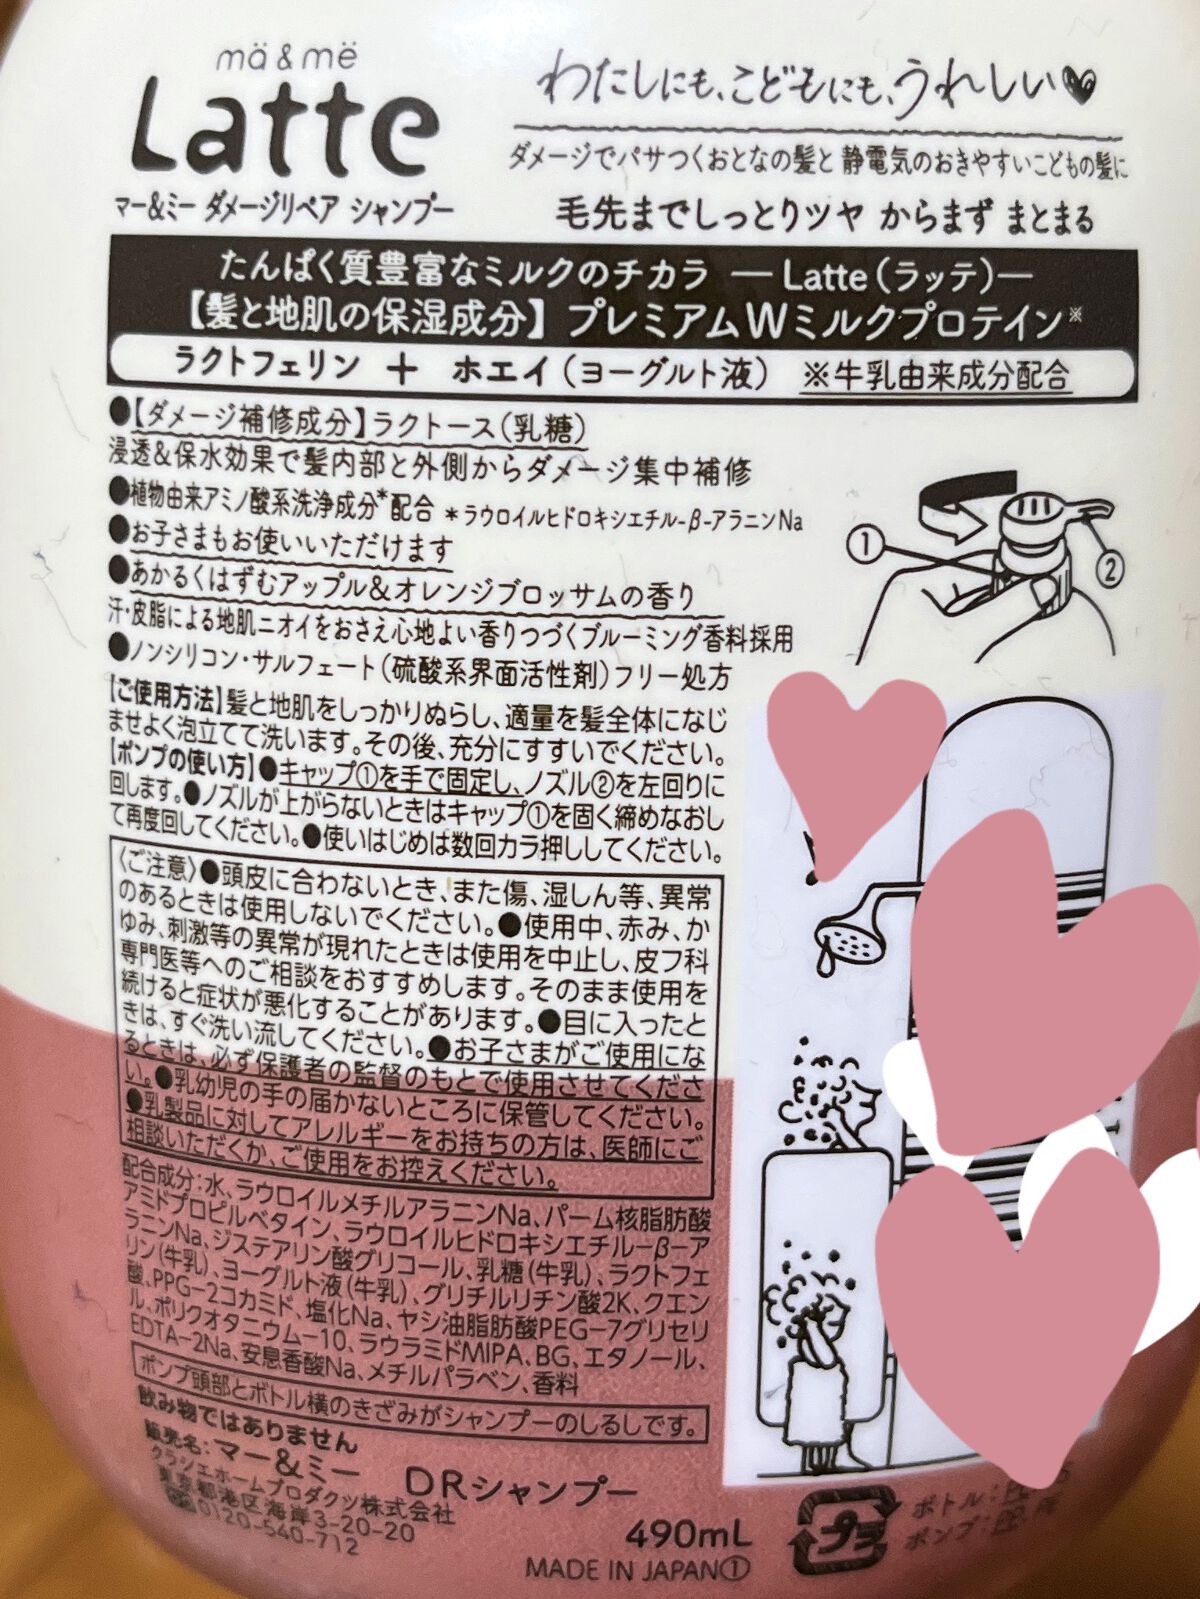 mä & më
Latte
マー&ミー ダメージリペア シャンプー
わたしにも、こどもにも、うれしい
ダメージでパサつくおとなの髪と 静電気のおきやすいこどもの髪に
毛先までしっとりツヤ からまず まとまる
たんぱく質豊富なミルクのチカラ ―Latte(ラッテ)―
【髪と地肌の保湿成分】プレミアムWミルクプロテイン※
ラクトフェリン + ホエイ(ヨーグルト液) ※牛乳由来成分配合
●【ダメージ補修成分】ラクトース(乳糖)
浸透&保水効果で髪内部と外側からダメージ集中補修
●植物由来アミノ酸系洗浄成分*配合 *ラウロイルヒドロキシエチル-β-アラニンNa
●お子さまもお使いいただけます
●あかるくはずむアップル&オレンジブロッサムの香り
汗・皮脂による地肌ニオイをおさえ心地よい香りつづくブルーミング香料採用
●ノンシリコン・サルフェート(硫酸系界面活性剤)フリー処方
【ご使用方法】髪と地肌をしっかりぬらし、適量を髪全体になじ
ませよく泡立てて洗います。その後、充分にすすいでください。
【ポンプの使い方】●キャップ①を手で固定し、ノズル②を左回りに
回します。●ノズルが上がらないときはキャップ①を固く締めなおし
て再度回してください。●使いはじめは数回カラ押ししてください。
①
②
〈ご注意〉●頭皮に合わないとき、また傷、湿しん等、異常
のあるときは使用しないでください。●使用中、赤み、か
ゆみ、刺激等の異常が現れたときは使用を中止し、皮フ科
専門医等へのご相談をおすすめします。そのまま使用を
続けると症状が悪化することがあります。●目に入ったと
きは、すぐ洗い流してください。●お子さまがご使用にな
るときは、必ず保護者の監督のもとで使用させてくださ
い。●乳幼児の手の届かないところに保管してください。
●乳製品に対してアレルギーをお持ちの方は、医師にご
相談いただくか、ご使用をお控えください。
配合成分:水、ラウロイルメチルアラニンNa、パーム核脂肪酸
アミドプロピルベタイン、ラウロイルヒドロキシエチル-β-ア
ラニンNa、ジステアリン酸グリコール、乳糖(牛乳)、ラクトフェ
リン(牛乳)、ヨーグルト液(牛乳)、グリチルリチン酸2K、クエン
酸、PPG-2コカミド、塩化Na、ヤシ油脂肪酸PEG-7グリセリ
ル、ポリクオタニウム-10、ラウラミドMIPA、BG、エタノール、
EDTA-2Na、安息香酸Na、メチルパラベン、香料
ポンプ頭部とボトル横のきざみがシャンプーのしるしです。
飲み物ではありません
販売名:マー&ミー DRシャンプー
クラシエホームプロダクツ株式会社
東京都港区海岸3-20-20
0120-540-712
490mL
MADE IN JAPAN①
プラ
ボトル:
ポンプ: